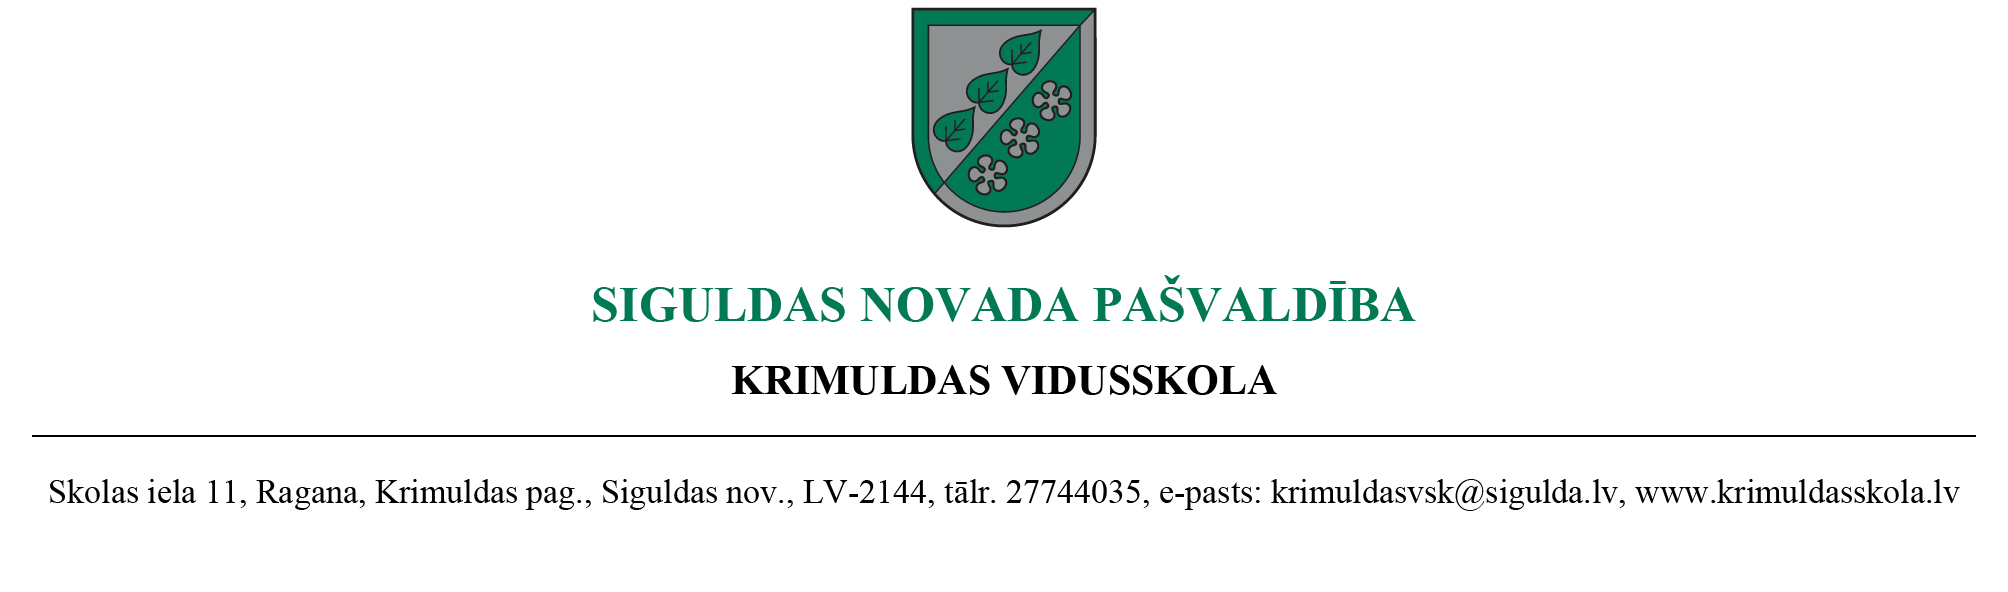 SIGULDAS NOVADA PAŠVALDĪBA
KRIMULDAS VIDUSSKOLA
Skolas iela 11, Ragana, Krimuldas pag., Siguldas nov., LV-2144, tālr. 27744035, e-pasts: krimuldasvsk@sigulda.lv, www.krimuldasskola.lv